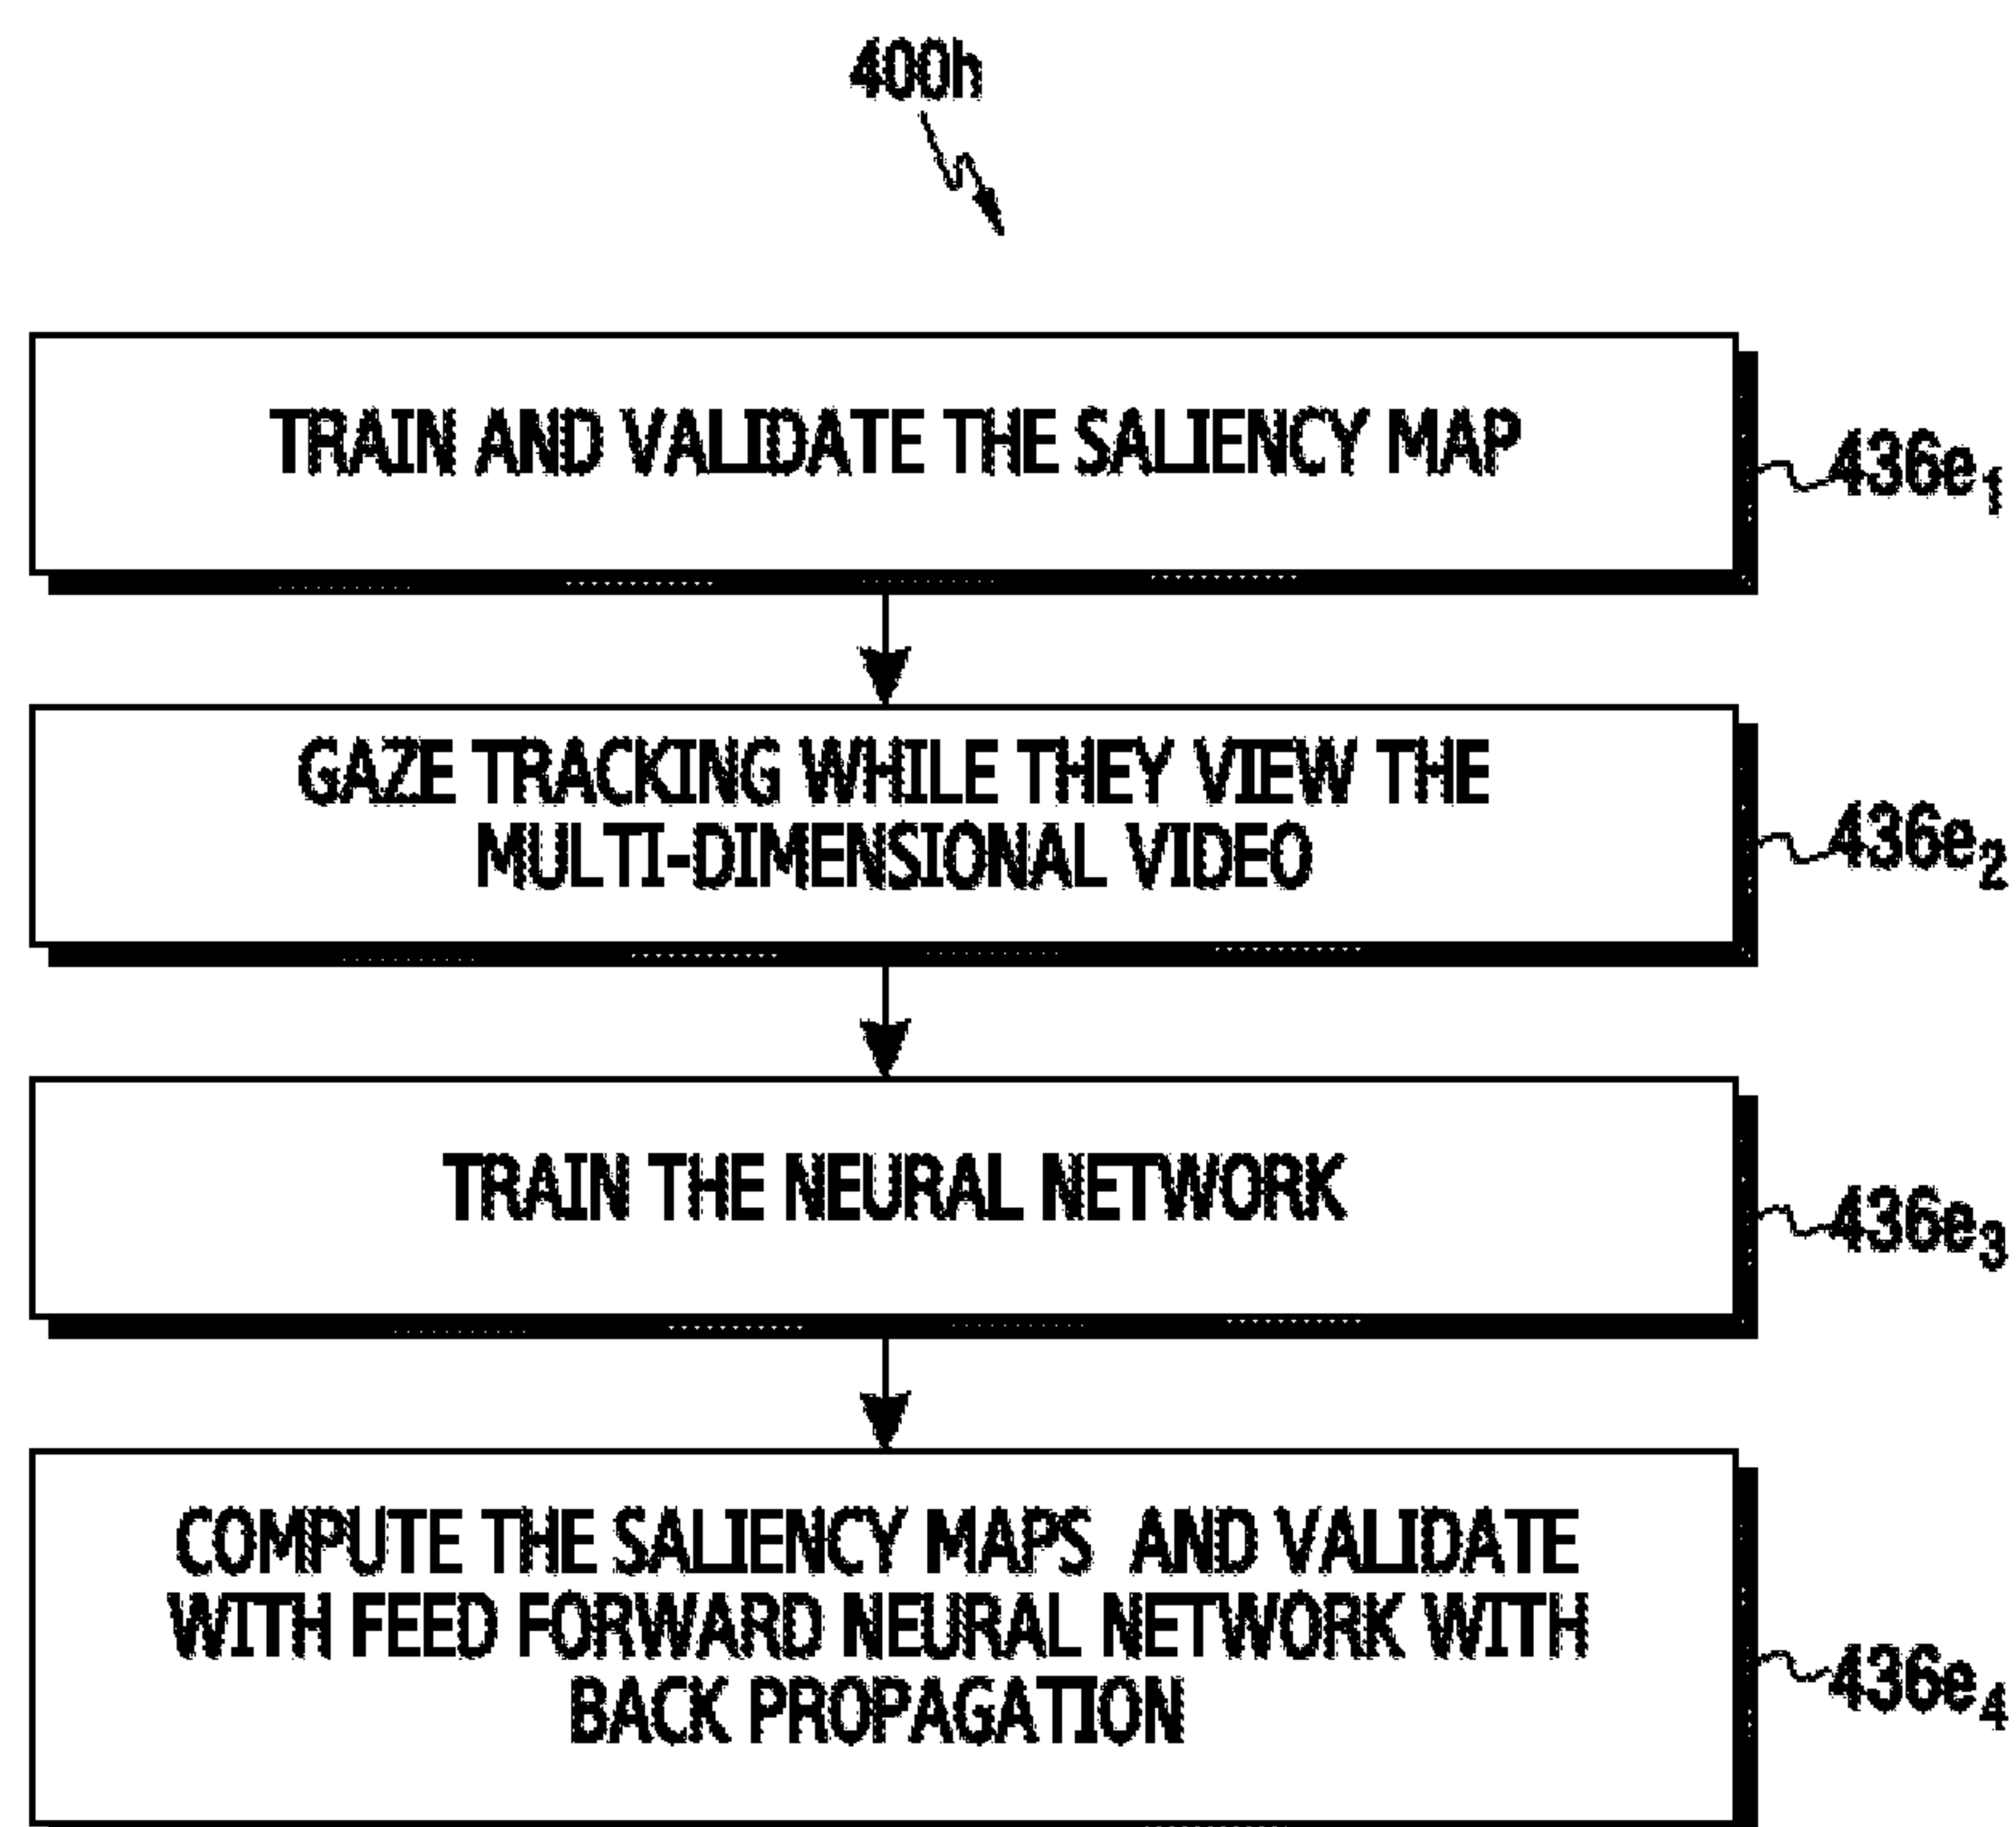 400h
TRAIN AND VALIDATE THE SALIENCY MAP
436e1
GAZE TRACKING WHILE THEY VIEW THE
MULTI-DIMENSIONAL VIDEO
436e2
TRAIN THE NEURAL NETWORK
436e3
COMPUTE THE SALIENCY MAPS AND VALIDATE
WITH FEED FORWARD NEURAL NETWORK WITH
BACK PROPAGATION
436e4